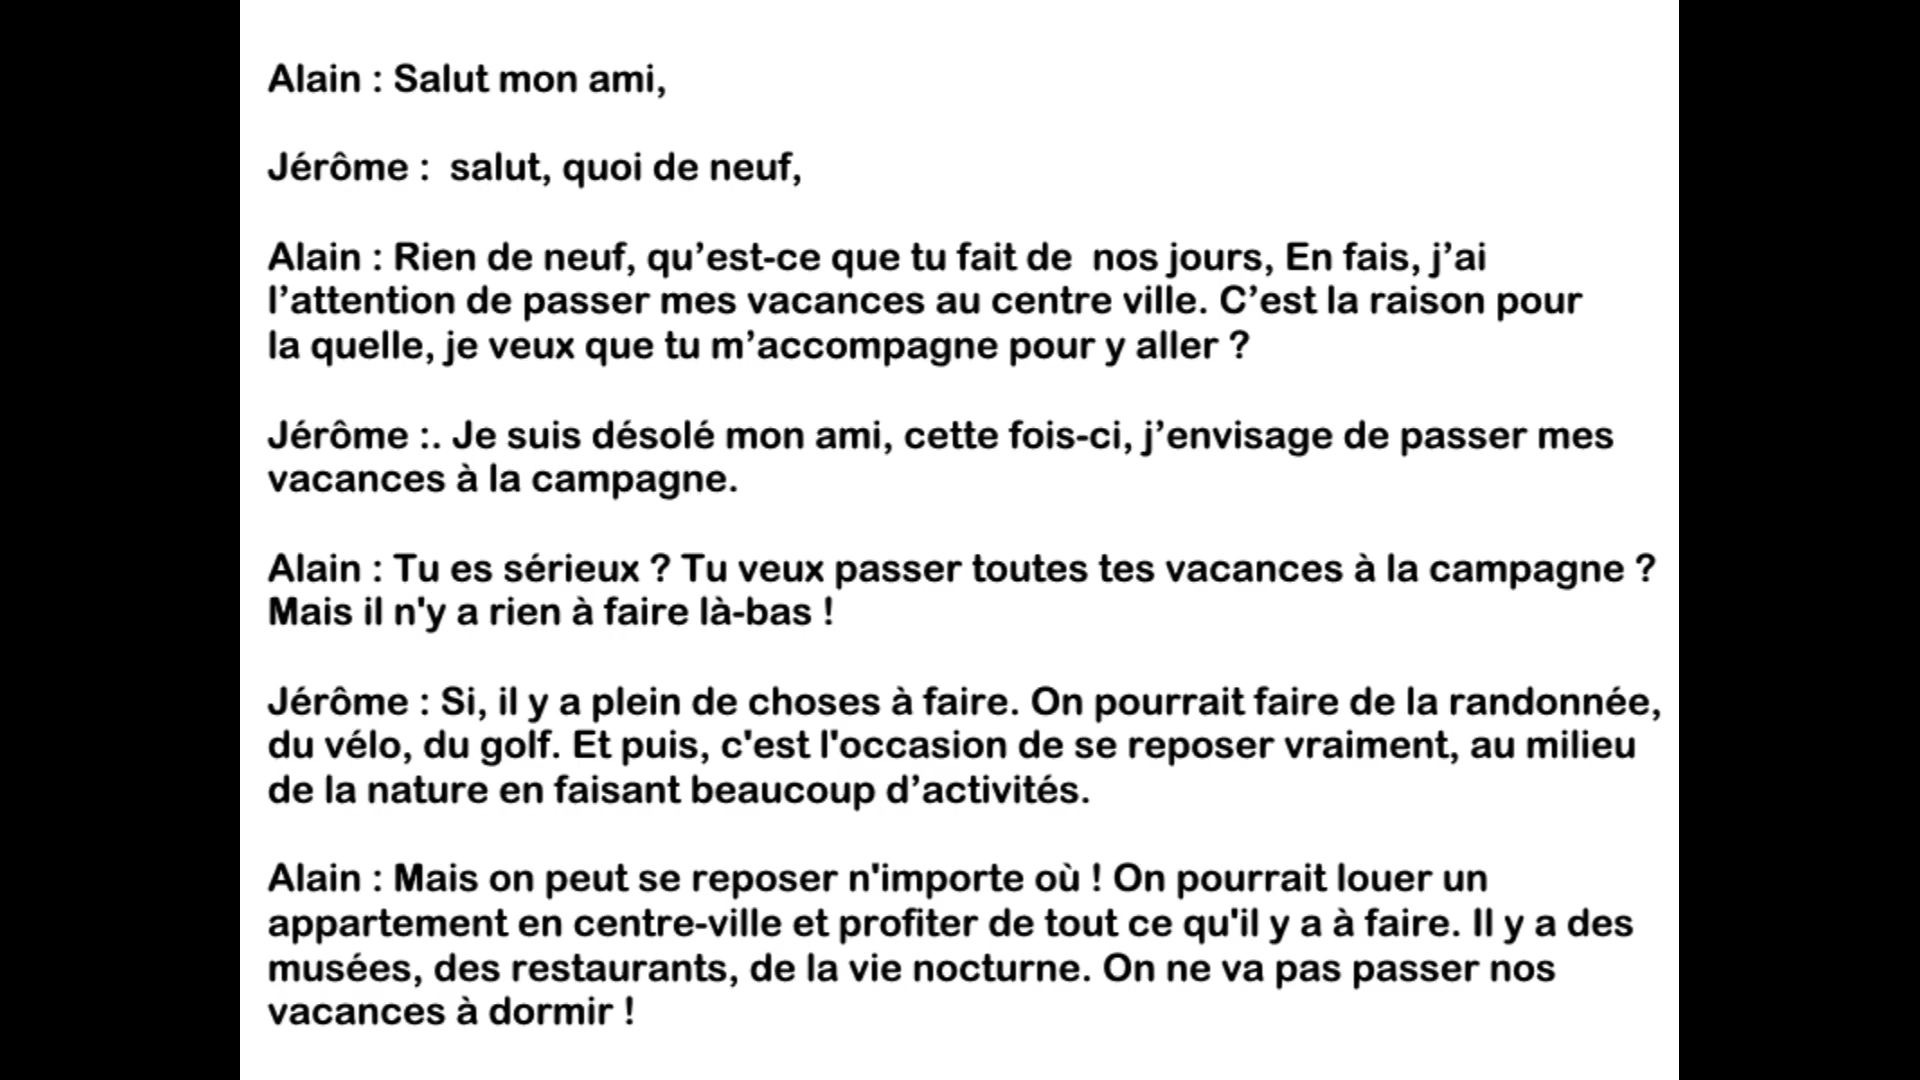 Alain : Salut mon ami,
Jérôme :  salut, quoi de neuf,
Alain : Rien de neuf, qu’est-ce que tu fait de  nos jours, En fais, j’ai
l’attention de passer mes vacances au centre ville. C’est la raison pour
la quelle, je veux que tu m’accompagne pour y aller ?
Jérôme :. Je suis désolé mon ami, cette fois-ci, j’envisage de passer mes
vacances à la campagne.
Alain : Tu es sérieux ? Tu veux passer toutes tes vacances à la campagne ?
Mais il n'y a rien à faire là-bas !
Jérôme : Si, il y a plein de choses à faire. On pourrait faire de la randonnée,
du vélo, du golf. Et puis, c'est l'occasion de se reposer vraiment, au milieu
de la nature en faisant beaucoup d’activités.
Alain : Mais on peut se reposer n'importe où ! On pourrait louer un
appartement en centre-ville et profiter de tout ce qu'il y a à faire. Il y a des
musées, des restaurants, de la vie nocturne. On ne va pas passer nos
vacances à dormir !